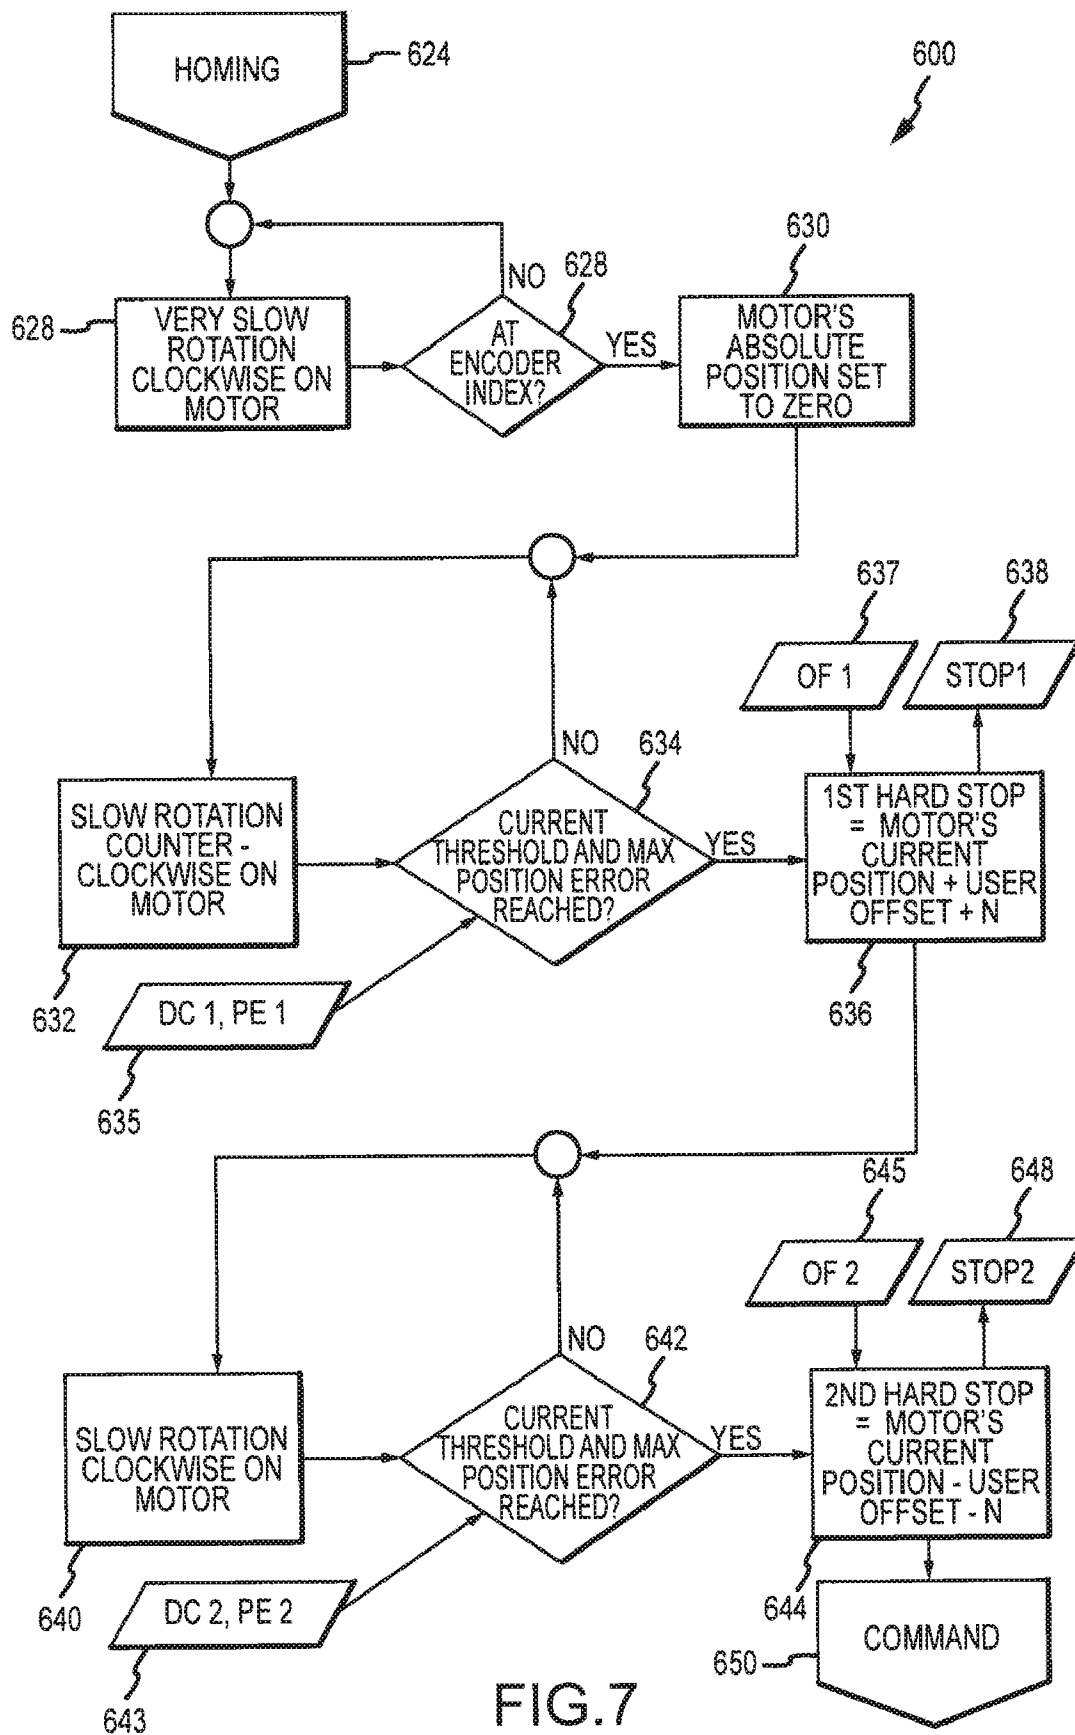 HOMING
624
600
NO
628
630
628
VERY SLOW
ROTATION
CLOCKWISE ON
MOTOR
AT
ENCODER
INDEX?
YES
MOTOR'S
ABSOLUTE
POSITION SET
TO ZERO
637
638
OF 1
STOP1
NO
634
SLOW ROTATION
COUNTER -
CLOCKWISE ON
MOTOR
CURRENT
THRESHOLD AND MAX
POSITION ERROR
REACHED?
YES
1ST HARD STOP
= MOTOR'S
CURRENT
POSITION + USER
OFFSET + N
632
DC 1, PE 1
635
636
645
648
OF 2
STOP2
NO
642
SLOW ROTATION
CLOCKWISE ON
MOTOR
CURRENT
THRESHOLD AND MAX
POSITION ERROR
REACHED?
YES
2ND HARD STOP
= MOTOR'S
CURRENT
POSITION - USER
OFFSET - N
640
DC 2, PE 2
643
644
COMMAND
650
FIG.7